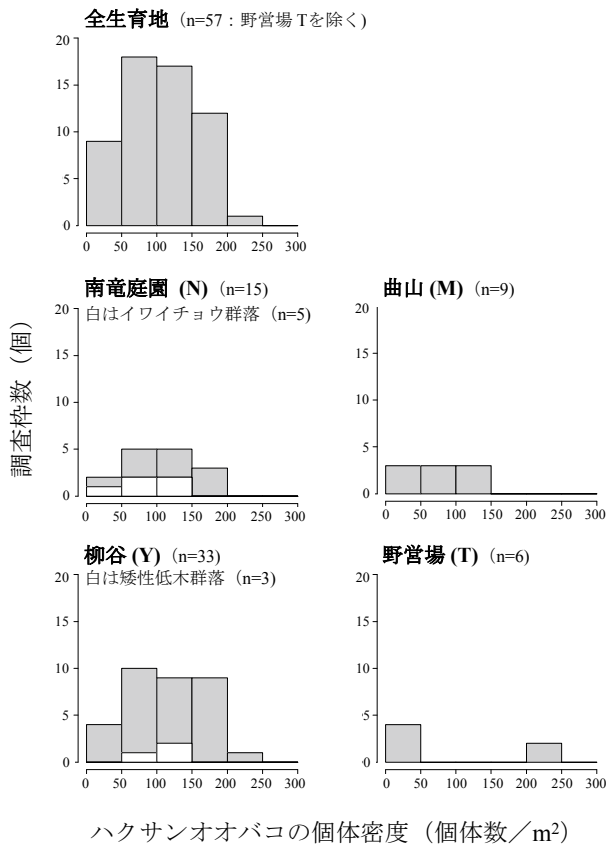 全生育地（n=57：野営場 Tを除く)
20
15
10
5
0
0 50 100 150 200 250 300
南竜庭園 (N)（n=15)
白はイワイチョウ群落（n=5)
20
15
10
5
0
0 50 100 150 200 250 300
曲山 (M)（n=9)
20
15
10
5
0
0 50 100 150 200 250 300
調査枠数（個）
柳谷 (Y)（n=33)
白は矮性低木群落（n=3)
20
15
10
5
0
0 50 100 150 200 250 300
野営場 (T)（n=6)
20
15
10
5
0
0 50 100 150 200 250 300
ハクサンオオバコの個体密度（個体数／m²）